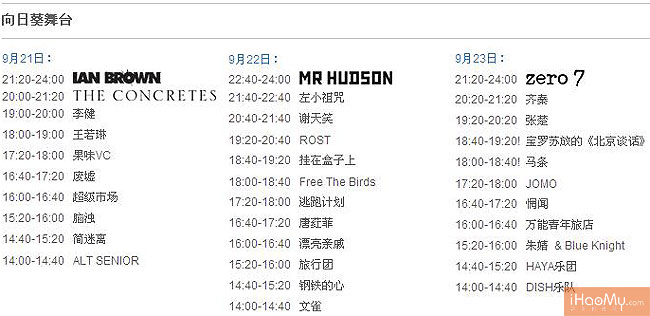 向日葵舞台
9月21日：
21:20-24:00 IAN BROWN
20:00-21:20 THE CONCRETES
19:00-20:00 李健
18:00-19:00 王若琳
17:20-18:00 果味VC
16:40-17:20 废墟
16:00-16:40 超级市场
15:20-16:00 脑浊
14:40-15:20 简迷离
14:00-14:40 ALT SENIOR
9月22日：
22:40-24:00 MR HUDSON
21:40-22:40 左小祖咒
20:40-21:40 谢天笑
19:20-20:40 ROST
18:40-19:20 挂在盒子上
18:00-18:40 Free The Birds
17:20-18:00 逃跑计划
16:40-17:20 唐荭菲
16:00-16:40 漂亮亲戚
15:20-16:00 旅行团
14:40-15:20 钢铁的心
14:00-14:40 文雀
9月23日：
21:20-24:00 zero 7
20:20-21:20 齐秦
19:20-20:20 张楚
18:40-19:20! 宝罗苏放的《北京谈话》
18:00-18:40! 马条
17:20-18:00 JOMO
16:40-17:20 惘闻
16:00-16:40 万能青年旅店
15:20-16:00 朱婧 & Blue Knight
14:40-15:20 HAYA乐团
14:00-14:40 DISH乐队
iHaoMy.com